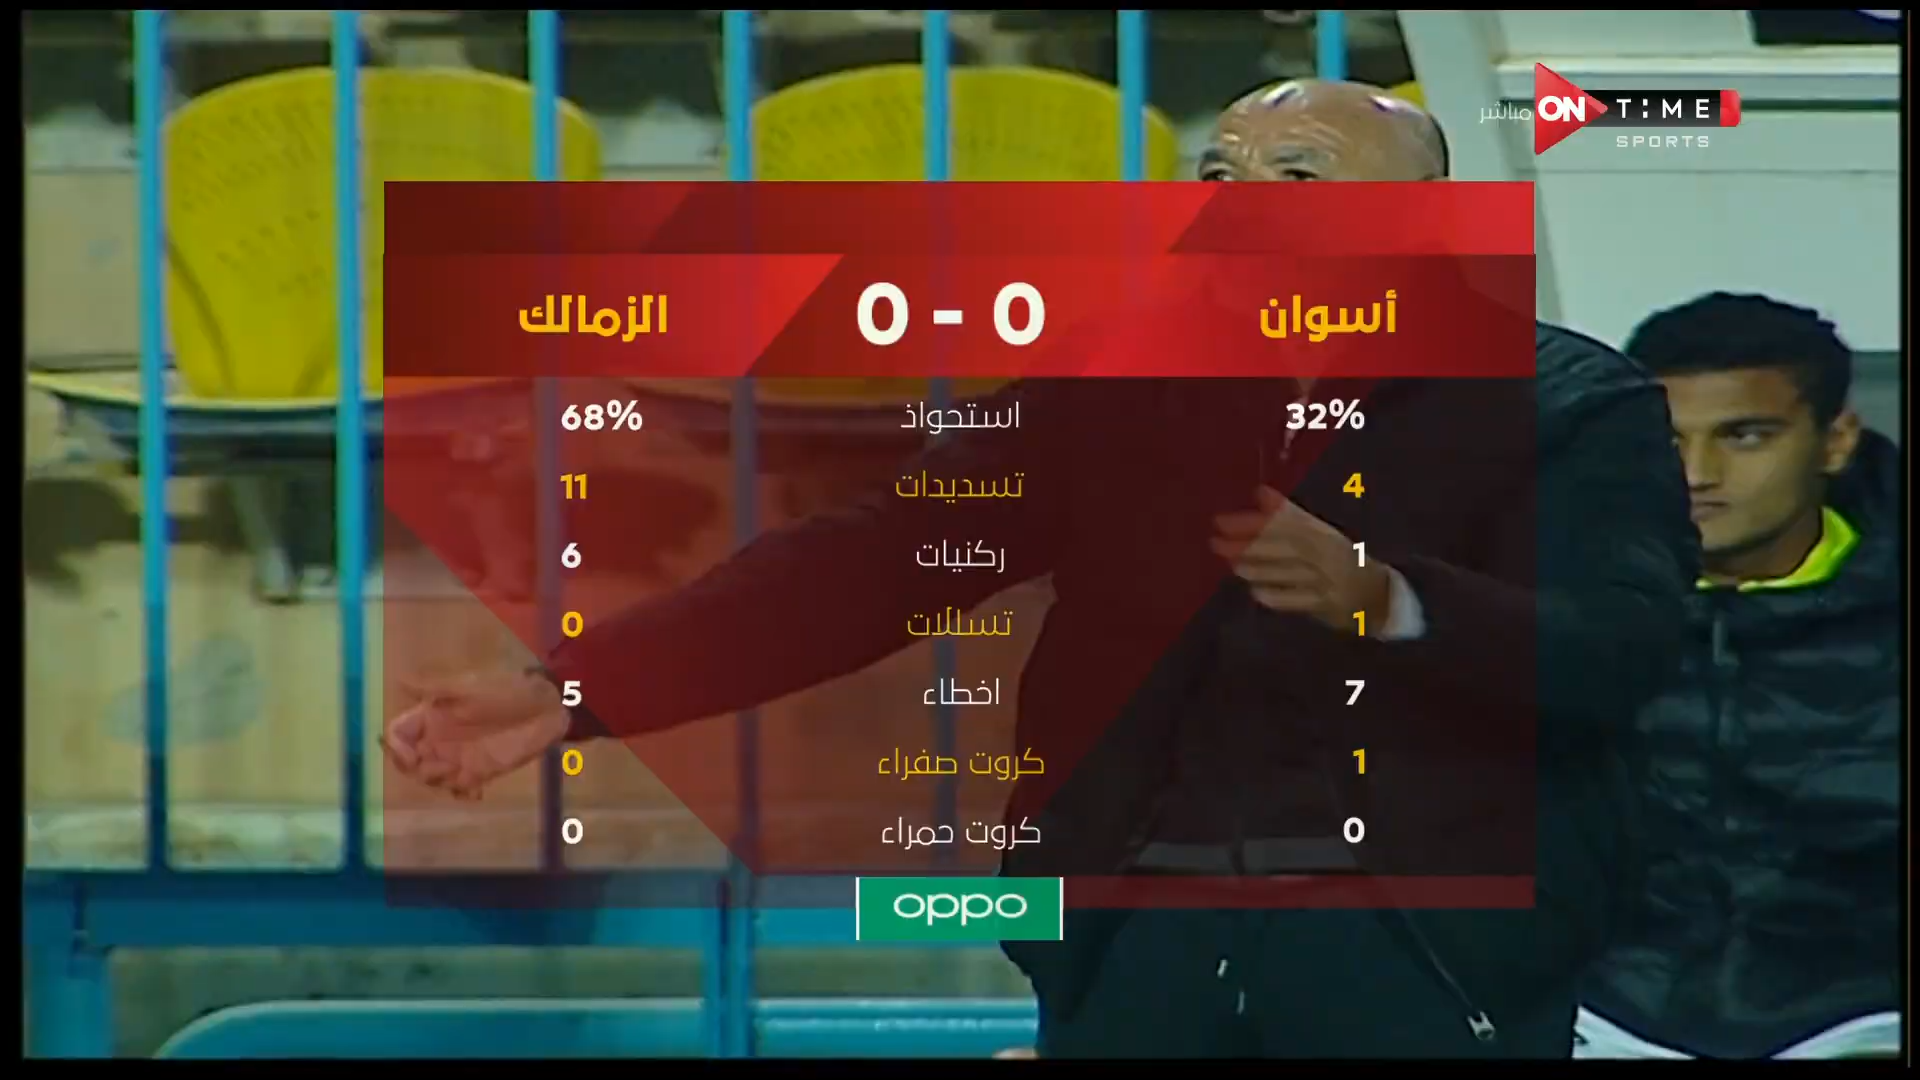 مباشر ON T:ME
SPORTS
أسوان 0 - 0 الزمالك
32% استحواذ 68%
4 تسديدات 11
1 ركنيات 6
1 تسللات 0
7 اخطاء 5
1 كروت صفراء 0
0 كروت حمراء 0
oppo